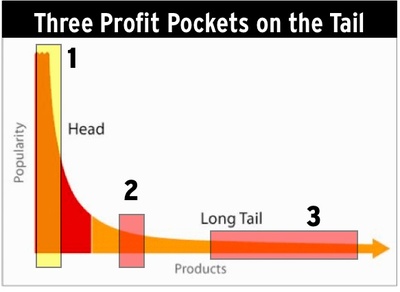 Three Profit Pockets on the Tail
1
Head
Popularity
2
Long Tail
3
Products